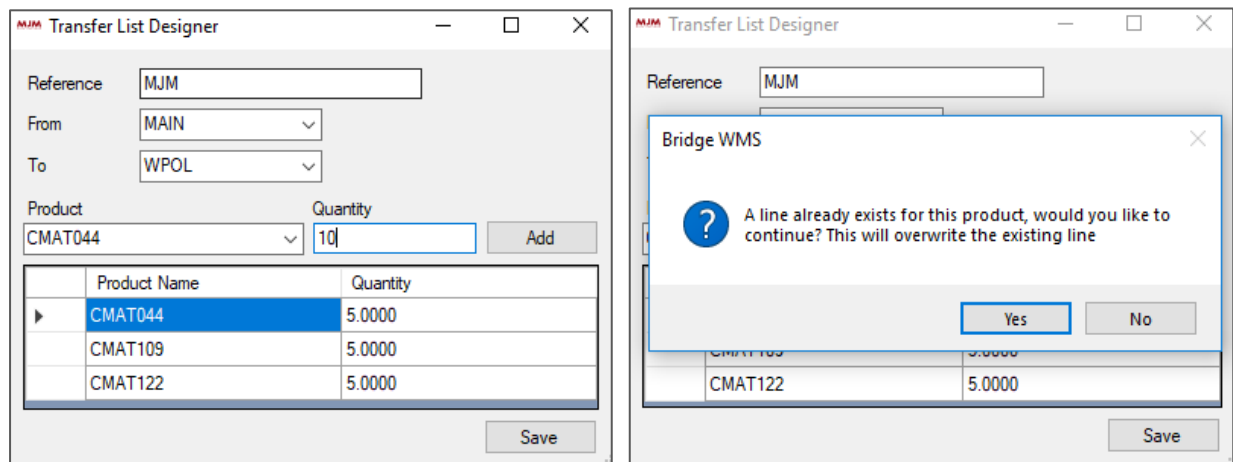 MJM Transfer List Designer
Reference MJM
From MAIN
To WPOL
Product Quantity
CMAT044 10 Add
Product Name Quantity
CMAT044 5.0000
CMAT109 5.0000
CMAT122 5.0000
Save
MJM Transfer List Designer
Reference MJM
Bridge WMS
A line already exists for this product, would you like to
continue? This will overwrite the existing line
Yes No
CMAT109 5.0000
CMAT122 5.0000
Save